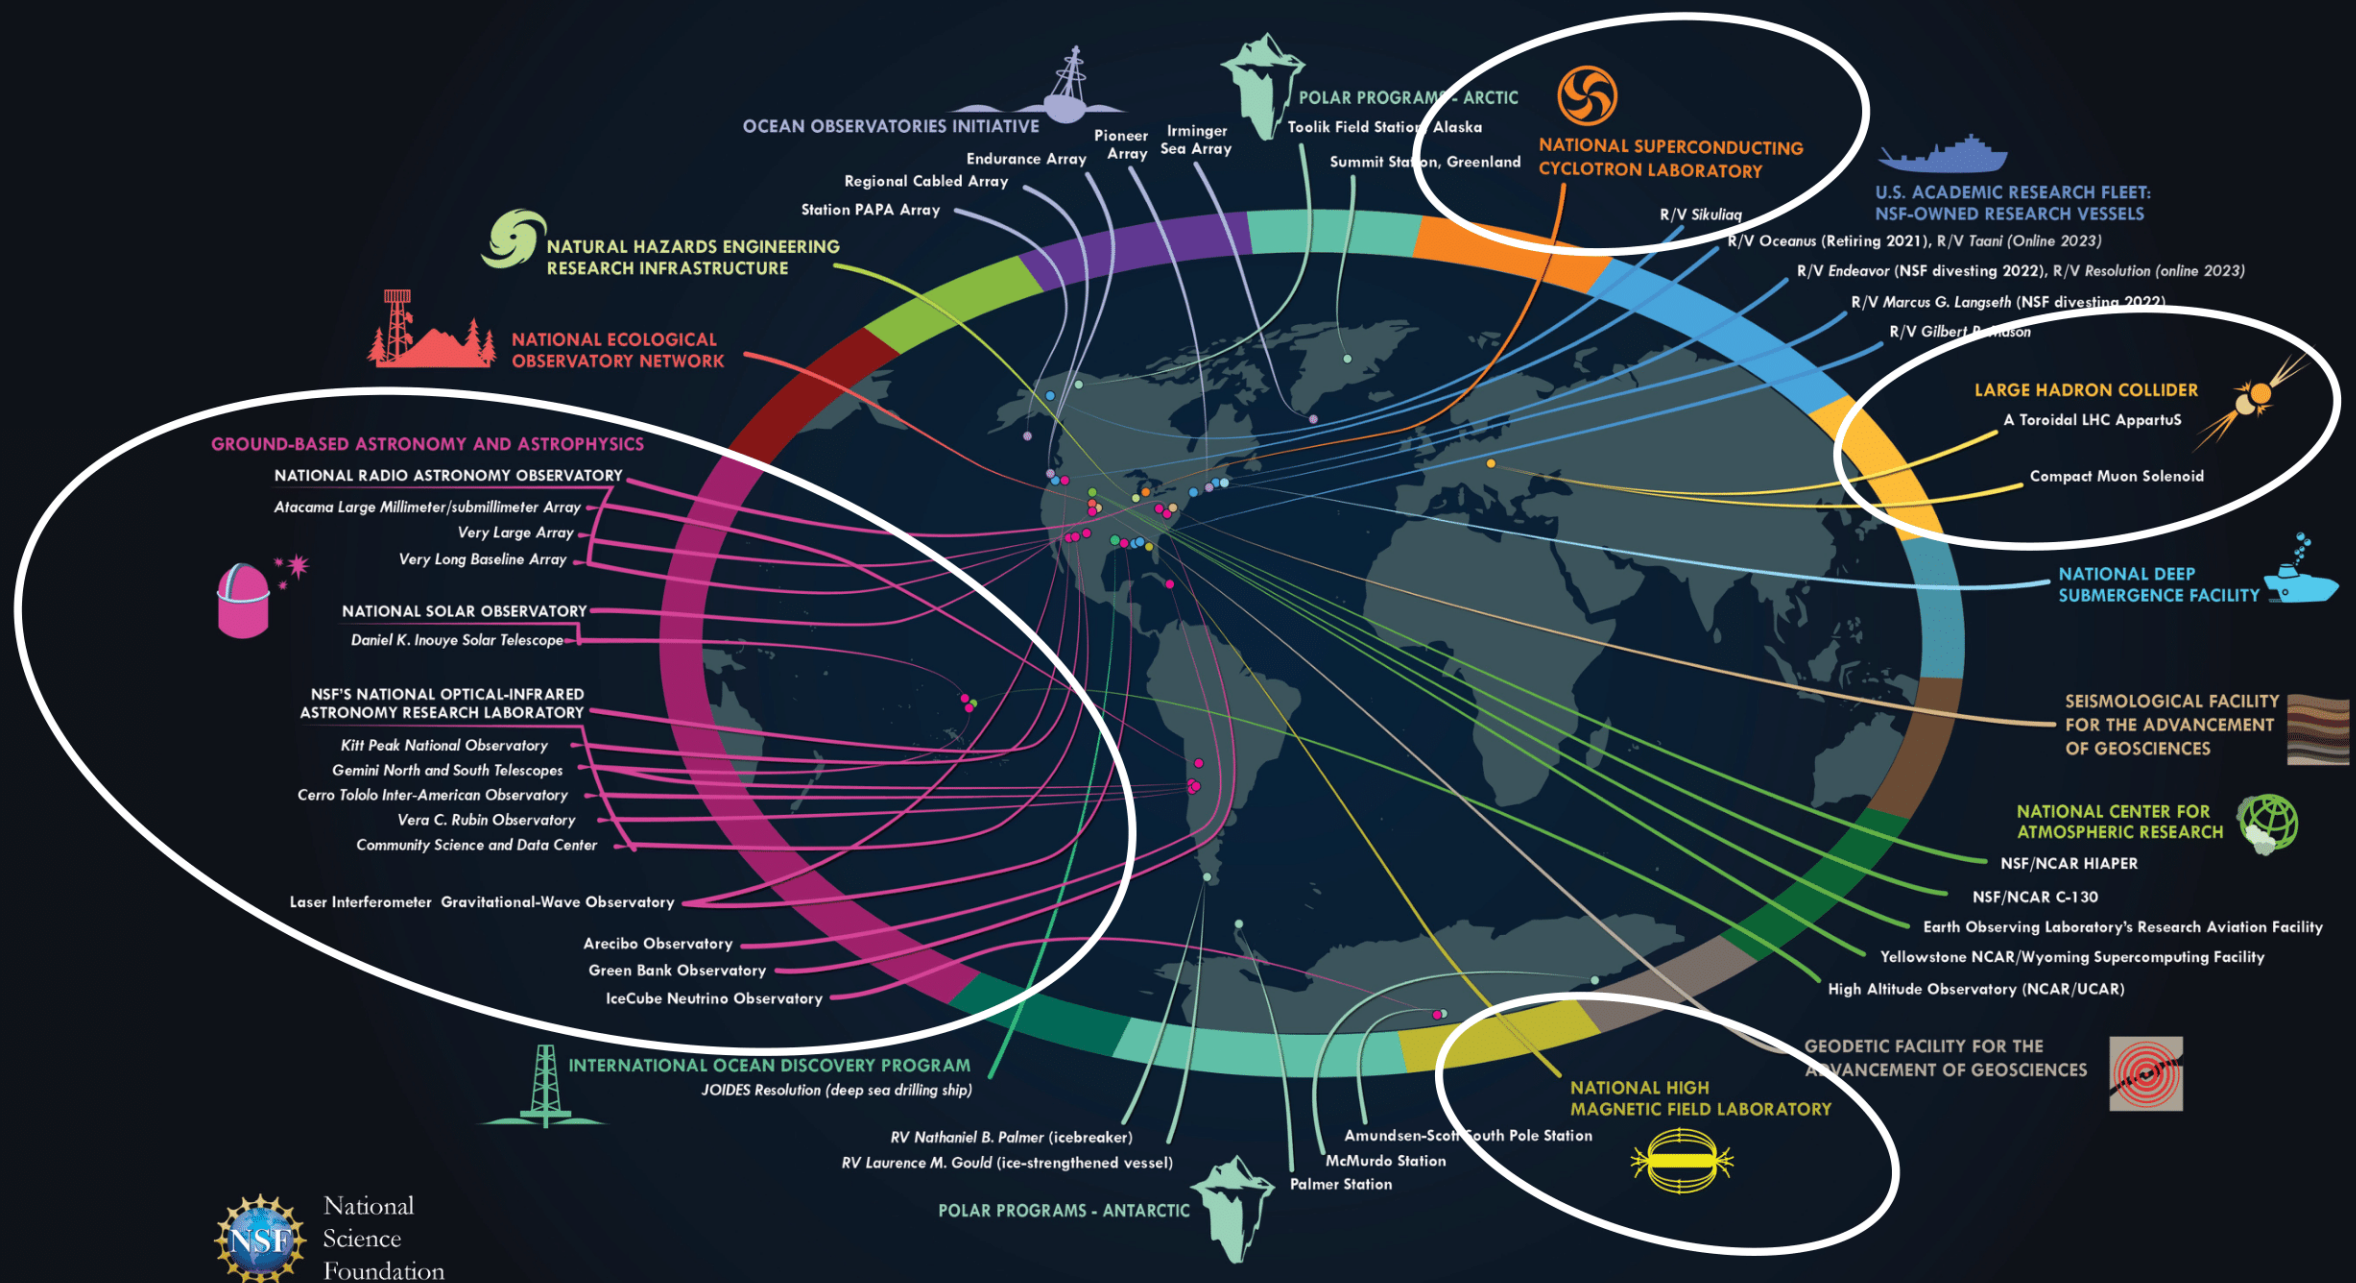 OCEAN OBSERVATORIES INITIATIVE
Station PAPA Array
Regional Cabled Array
Endurance Array
Pioneer
Array
Irminger
Sea Array
POLAR PROGRAMS - ARCTIC
Toolik Field Station, Alaska
Summit Station, Greenland
NATIONAL SUPERCONDUCTING
CYCLOTRON LABORATORY
U.S. ACADEMIC RESEARCH FLEET:
NSF-OWNED RESEARCH VESSELS
R/V Sikuliaq
R/V Oceanus (Retiring 2021), R/V Taani (Online 2023)
R/V Endeavor (NSF divesting 2022), R/V Resolution (online 2023)
R/V Marcus G. Langseth (NSF divesting 2022)
R/V Gilbert
LARGE HADRON COLLIDER
A Toroidal LHC AppartuS
Compact Muon Solenoid
NATIONAL DEEP
SUBMERGENCE FACILITY
SEISMOLOGICAL FACILITY
FOR THE ADVANCEMENT
OF GEOSCIENCES
NATIONAL CENTER FOR
ATMOSPHERIC RESEARCH
NSF/NCAR HIAPER
NSF/NCAR C-130
Earth Observing Laboratory's Research Aviation Facility
Yellowstone NCAR/Wyoming Supercomputing Facility
High Altitude Observatory (NCAR/UCAR)
GEODETIC FACILITY FOR THE
ADVANCEMENT OF GEOSCIENCES
NATIONAL HIGH
MAGNETIC FIELD LABORATORY
Amundsen-Scott South Pole Station
McMurdo Station
Palmer Station
POLAR PROGRAMS - ANTARCTIC
RV Nathaniel B. Palmer (icebreaker)
RV Laurence M. Gould (ice-strengthened vessel)
INTERNATIONAL OCEAN DISCOVERY PROGRAM
JOIDES Resolution (deep sea drilling ship)
NATURAL HAZARDS ENGINEERING
RESEARCH INFRASTRUCTURE
NATIONAL ECOLOGICAL
OBSERVATORY NETWORK
GROUND-BASED ASTRONOMY AND ASTROPHYSICS
NATIONAL RADIO ASTRONOMY OBSERVATORY
Atacama Large Millimeter/submillimeter Array
Very Large Array
Very Long Baseline Array
NATIONAL SOLAR OBSERVATORY
Daniel K. Inouye Solar Telescope
NSF'S NATIONAL OPTICAL-INFRARED
ASTRONOMY RESEARCH LABORATORY
Kitt Peak National Observatory
Gemini North and South Telescopes
Cerro Tololo Inter-American Observatory
Vera C. Rubin Observatory
Community Science and Data Center
Laser Interferometer Gravitational-Wave Observatory
Arecibo Observatory
Green Bank Observatory
IceCube Neutrino Observatory
NSF
National
Science
Foundation